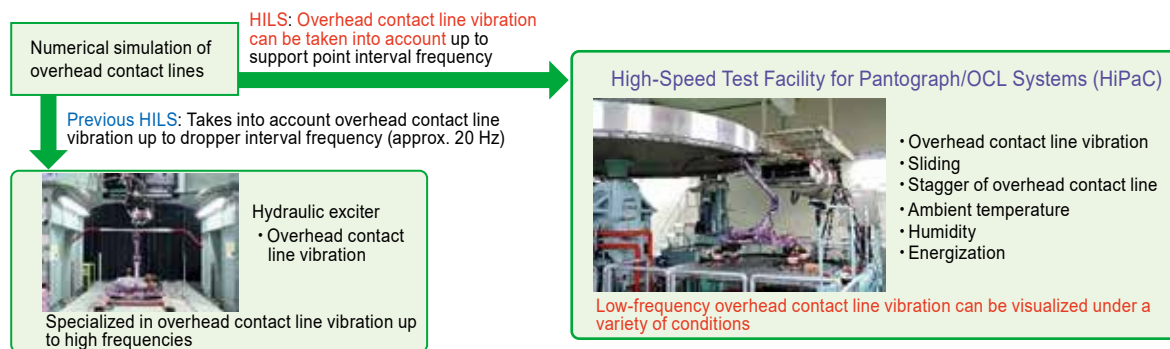 Numerical simulation of
overhead contact lines
HILS: Overhead contact line vibration
can be taken into account up to
support point interval frequency
Previous HILS: Takes into account overhead contact line
vibration up to dropper interval frequency (approx. 20 Hz)
Hydraulic exciter
・Overhead contact
line vibration
Specialized in overhead contact line vibration up
to high frequencies
High-Speed Test Facility for Pantograph/OCL Systems (HiPaC)
・Overhead contact line vibration
・Sliding
・Stagger of overhead contact line
・Ambient temperature
・Humidity
・Energization
Low-frequency overhead contact line vibration can be visualized under a
variety of conditions